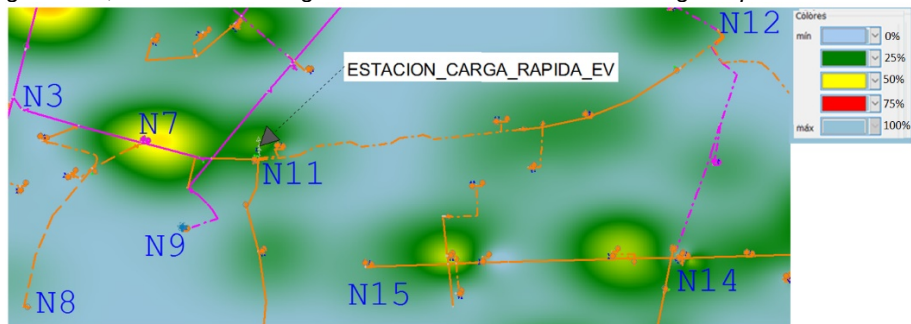 N12
Colores
mín 0%
25%
50%
75%
máx 100%
ESTACION_CARGA_RAPIDA_EV
N3
N7
N11
N9
N15
N14
N8